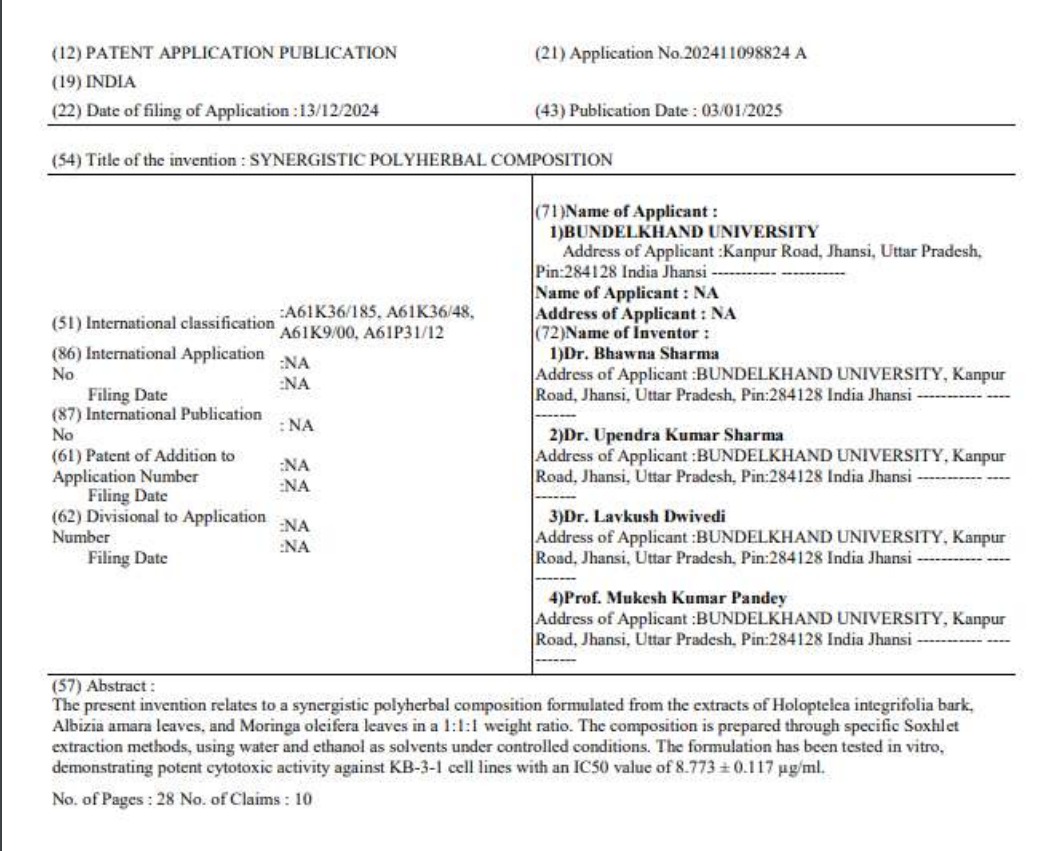 (12) PATENT APPLICATION PUBLICATION
(21) Application No.202411098824 A
(19) INDIA
(22) Date of filing of Application :13/12/2024
(43) Publication Date : 03/01/2025
(54) Title of the invention : SYNERGISTIC POLYHERBAL COMPOSITION
(51) International classification
:A61K36/185, A61K36/48,
A61K9/00, A61P31/12
(86) International Application
No
:NA
Filing Date
:NA
(87) International Publication
No
: NA
(61) Patent of Addition to
Application Number
:NA
Filing Date
:NA
(62) Divisional to Application
Number
:NA
Filing Date
:NA
(71)Name of Applicant :
1)BUNDELKHAND UNIVERSITY
Address of Applicant :Kanpur Road, Jhansi, Uttar Pradesh,
Pin:284128 India Jhansi ----------- -----------
Name of Applicant : NA
Address of Applicant : NA
(72)Name of Inventor :
1)Dr. Bhawna Sharma
Address of Applicant :BUNDELKHAND UNIVERSITY, Kanpur
Road, Jhansi, Uttar Pradesh, Pin:284128 India Jhansi ----------- ----
-------
2)Dr. Upendra Kumar Sharma
Address of Applicant :BUNDELKHAND UNIVERSITY, Kanpur
Road, Jhansi, Uttar Pradesh, Pin:284128 India Jhansi ----------- ----
-------
3)Dr. Lavkush Dwivedi
Address of Applicant :BUNDELKHAND UNIVERSITY, Kanpur
Road, Jhansi, Uttar Pradesh, Pin:284128 India Jhansi ----------- ----
-------
4)Prof. Mukesh Kumar Pandey
Address of Applicant :BUNDELKHAND UNIVERSITY, Kanpur
Road, Jhansi, Uttar Pradesh, Pin:284128 India Jhansi ----------- ----
-------
(57) Abstract :
The present invention relates to a synergistic polyherbal composition formulated from the extracts of Holoptelea integrifolia bark,
Albizia amara leaves, and Moringa oleifera leaves in a 1:1:1 weight ratio. The composition is prepared through specific Soxhlet
extraction methods, using water and ethanol as solvents under controlled conditions. The formulation has been tested in vitro,
demonstrating potent cytotoxic activity against KB-3-1 cell lines with an IC50 value of 8.773 ± 0.117 µg/ml.
No. of Pages : 28 No. of Claims : 10